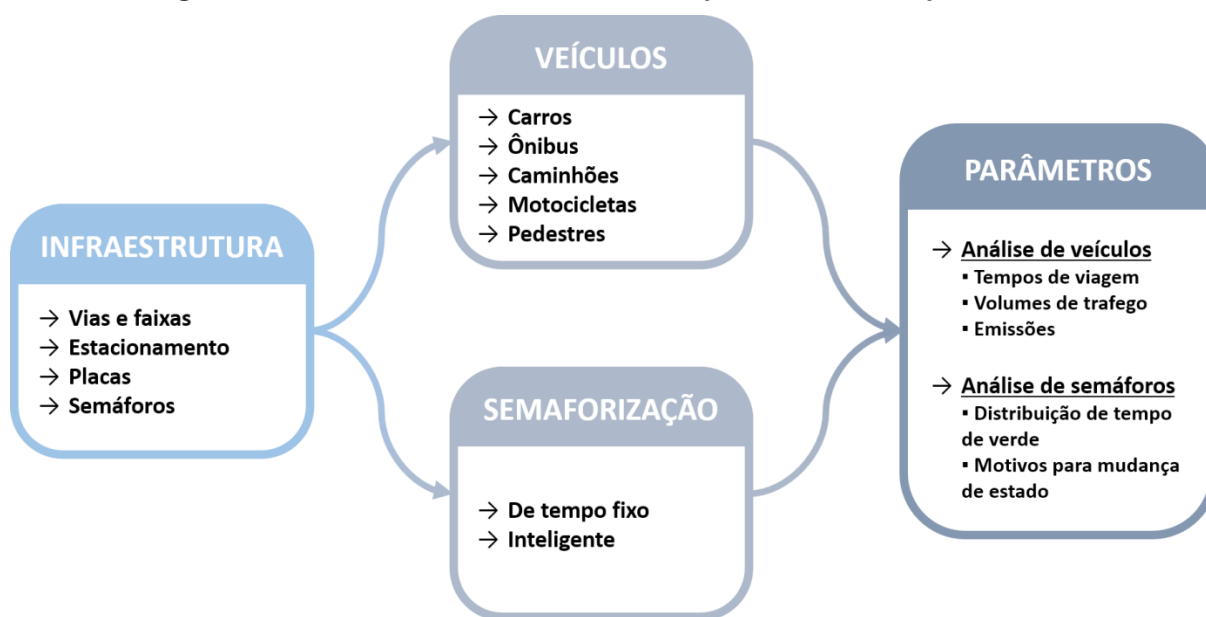 INFRAESTRUTURA
→ Vias e faixas
→ Estacionamento
→ Placas
→ Semáforos
VEÍCULOS
→ Carros
→ Ônibus
→ Caminhões
→ Motocicletas
→ Pedestres
SEMAFORIZAÇÃO
→ De tempo fixo
→ Inteligente
PARÂMETROS
→ Análise de veículos
▪ Tempos de viagem
▪ Volumes de trafego
▪ Emissões
→ Análise de semáforos
▪ Distribuição de tempo
de verde
▪ Motivos para mudança
de estado